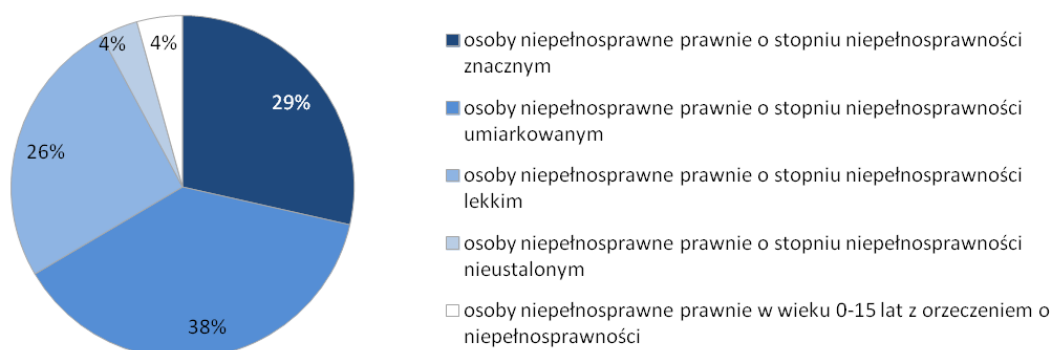 4%
4%
29%
26%
38%
osoby niepełnosprawne prawnie o stopniu niepełnosprawności
znacznym
osoby niepełnosprawne prawnie o stopniu niepełnosprawności
umiarkowanym
osoby niepełnosprawne prawnie o stopniu niepełnosprawności
lekkim
osoby niepełnosprawne prawnie o stopniu niepełnosprawności
nieustalonym
osoby niepełnosprawne prawnie w wieku 0-15 lat z orzeczeniem o
niepełnosprawności